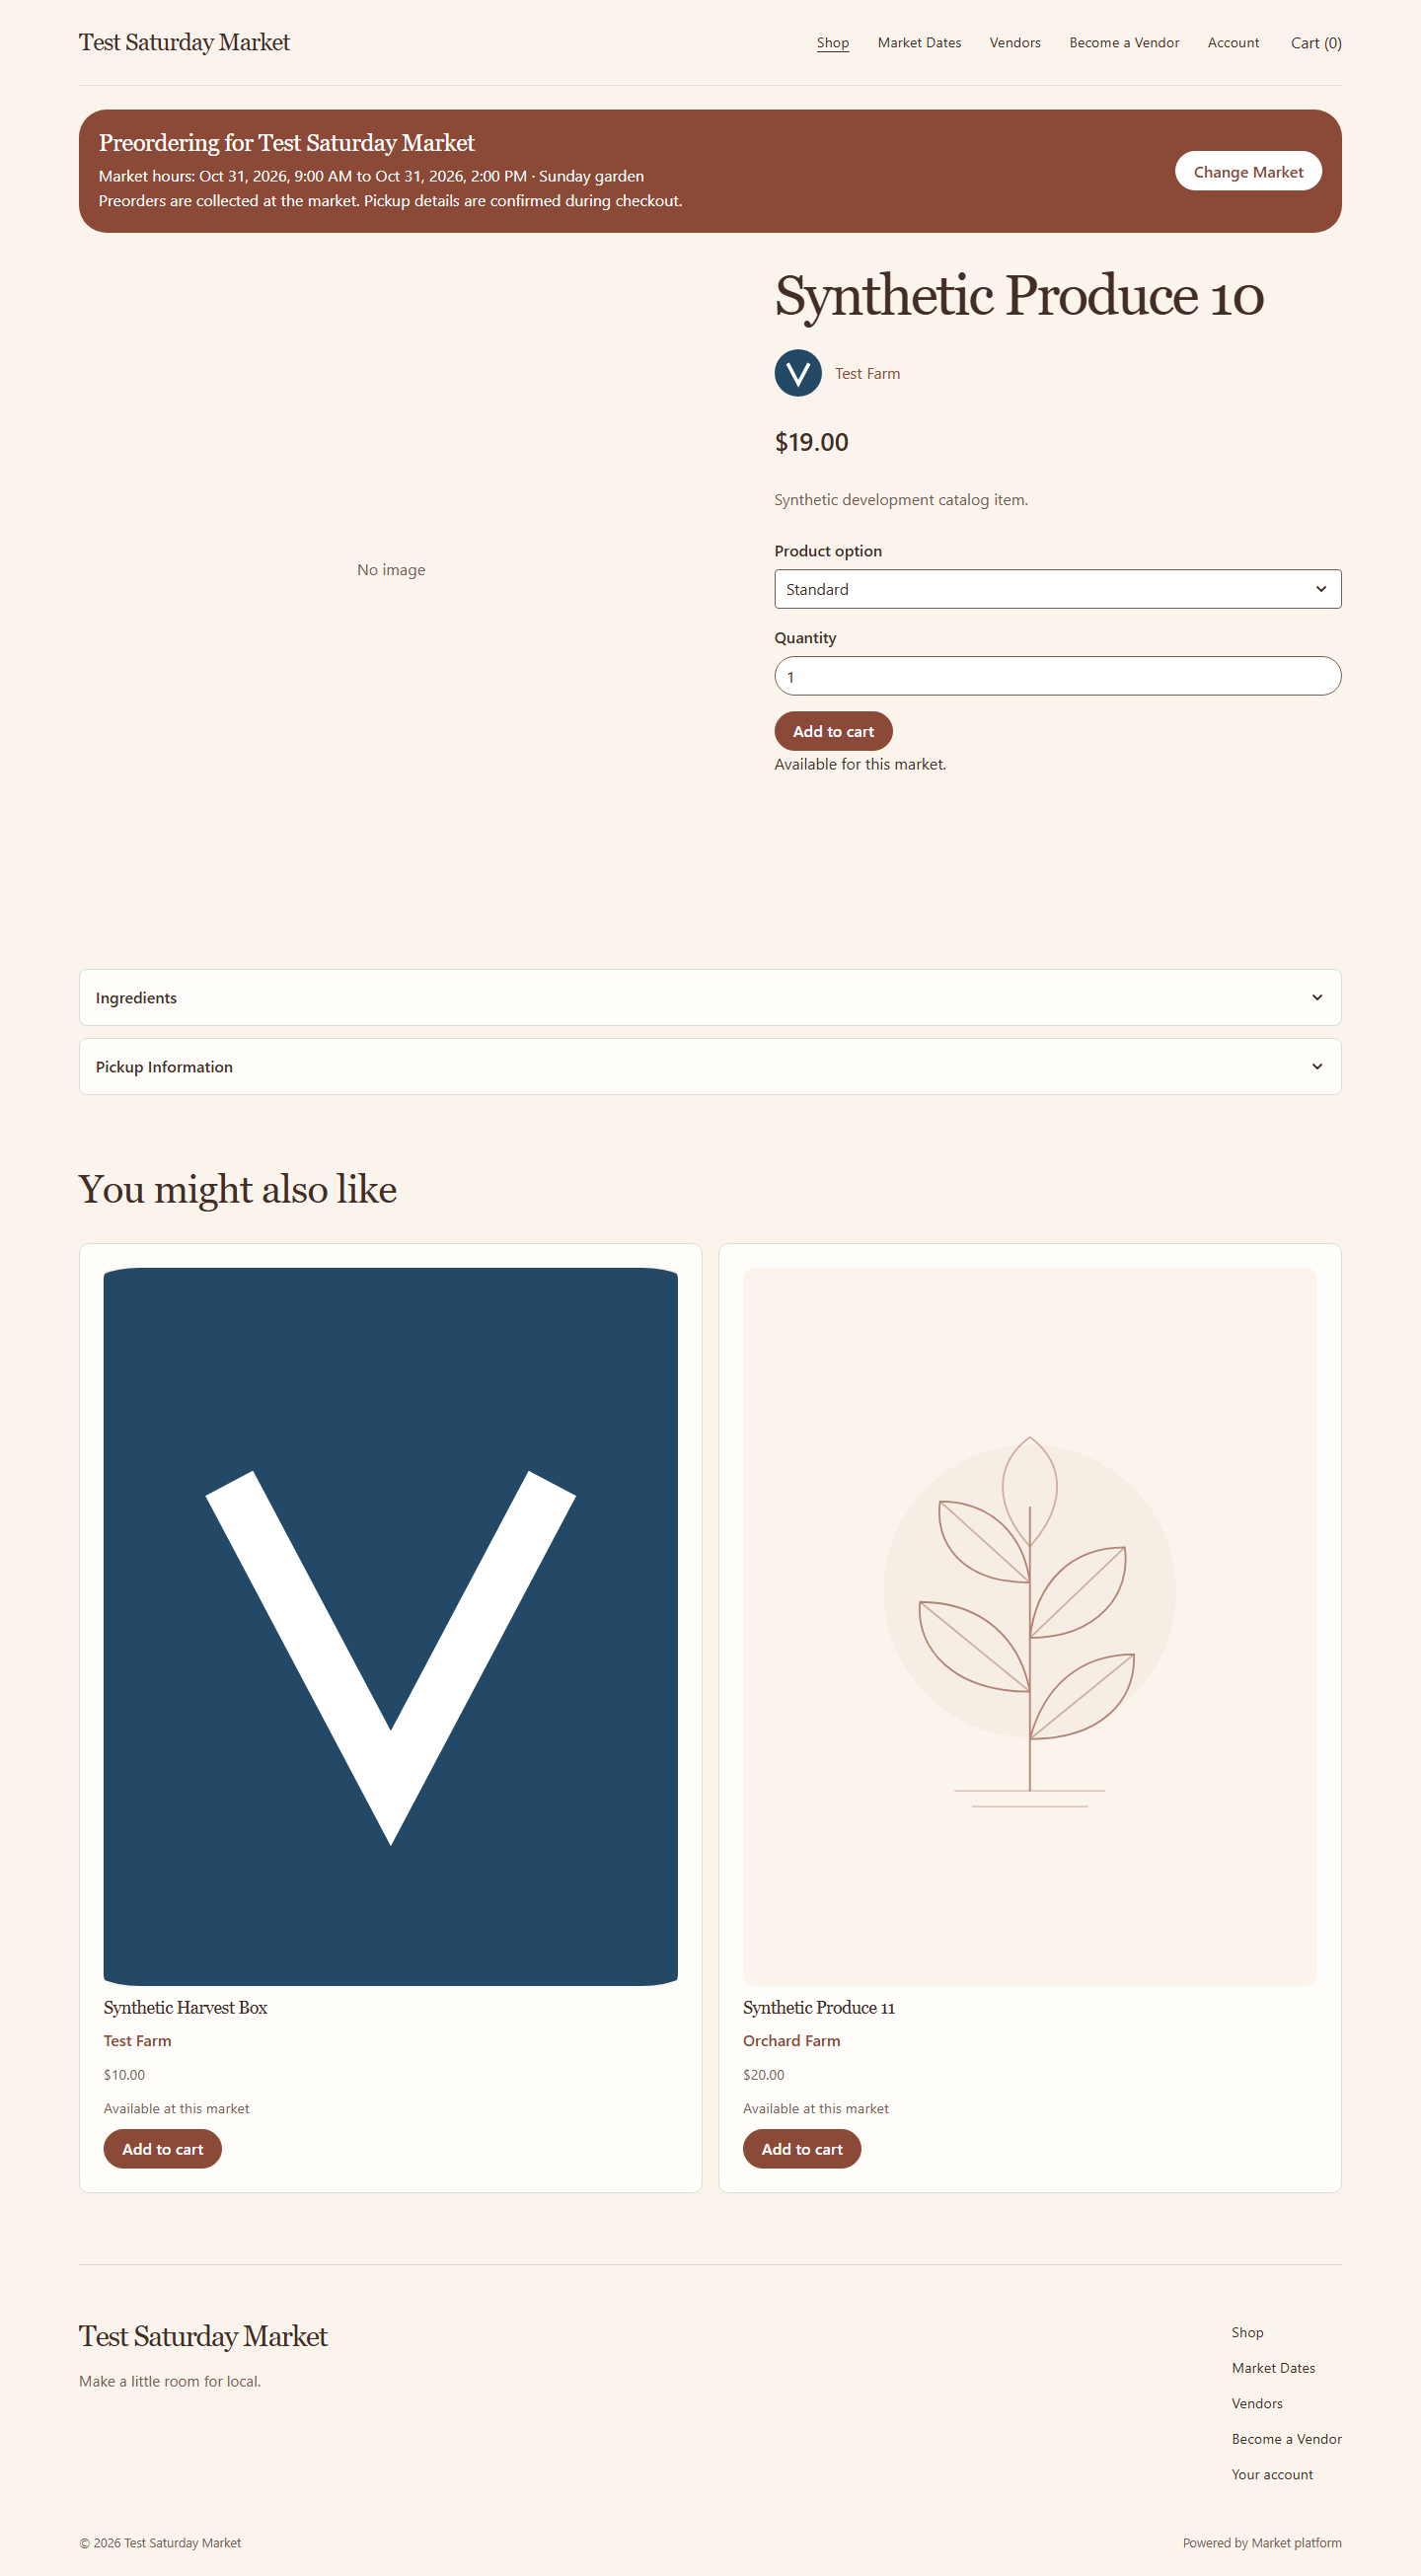 Test Saturday Market
Shop
Market Dates
Vendors
Become a Vendor
Account
Cart (0)
Preordering for Test Saturday Market
Market hours: Oct 31, 2026, 9:00 AM to Oct 31, 2026, 2:00 PM · Sunday garden
Preorders are collected at the market. Pickup details are confirmed during checkout.
Change Market
No image
Synthetic Produce 10
Test Farm
$19.00
Synthetic development catalog item.
Product option
Standard
Quantity
1
Add to cart
Available for this market.
Ingredients
Pickup Information
You might also like
Synthetic Harvest Box
Test Farm
$10.00
Available at this market
Add to cart
Synthetic Produce 11
Orchard Farm
$20.00
Available at this market
Add to cart
Test Saturday Market
Make a little room for local.
Shop
Market Dates
Vendors
Become a Vendor
Your account
© 2026 Test Saturday Market
Powered by Market platform